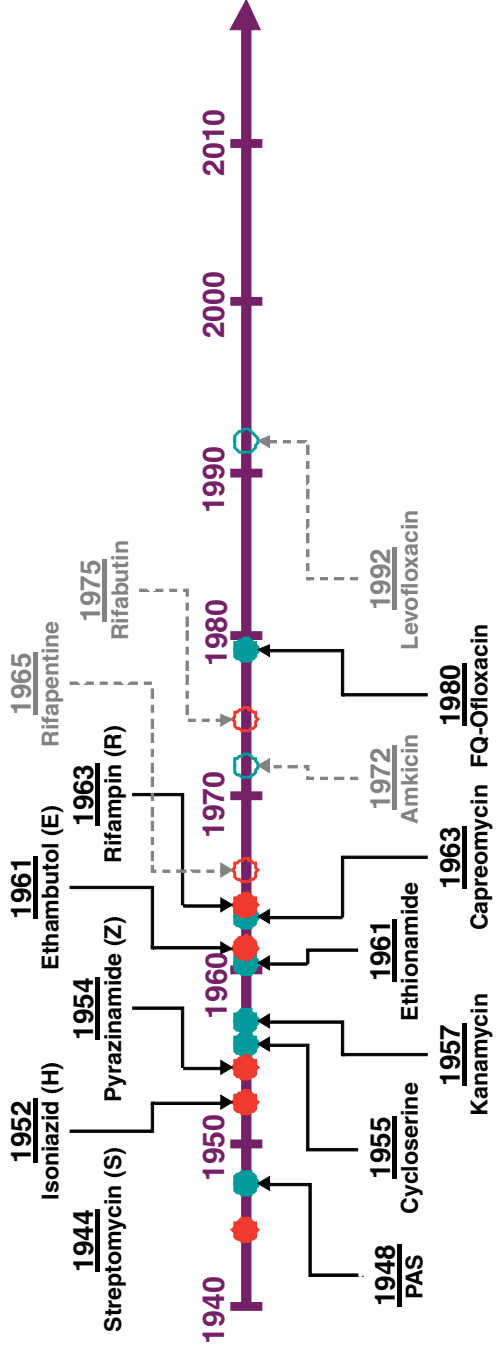 1952
Isoniazid (H)
1961
Ethambutol (E)
1965
Rifapentine
1944
Streptomycin (S)
1954
Pyrazinamide (Z)
1963
Rifampin (R)
1975
Rifabutin
1940
1950
1960
1970
1980
1990
2000
2010
1948
PAS
1955
Cycloserine
1961
Ethionamide
1972
Amkicin
1992
Levofloxacin
1957
Kanamycin
1963
Capreomycin
1980
FQ-Ofloxacin